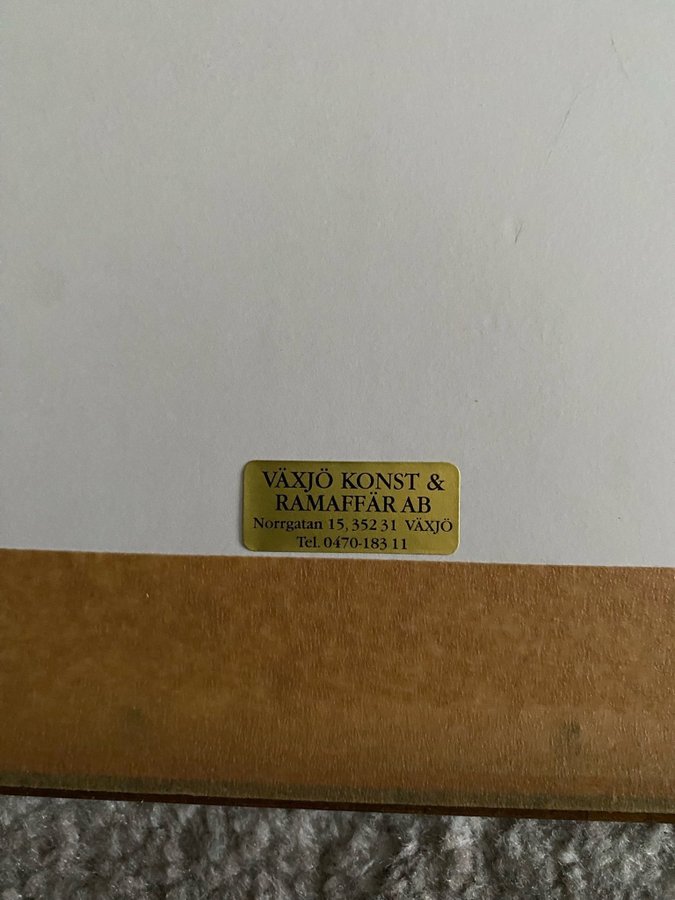 VÄXJÖ KONST &
RAMAFFÄR AB
Norrgatan 15, 352 31 VÄXJÖ
Tel. 0470-183 11